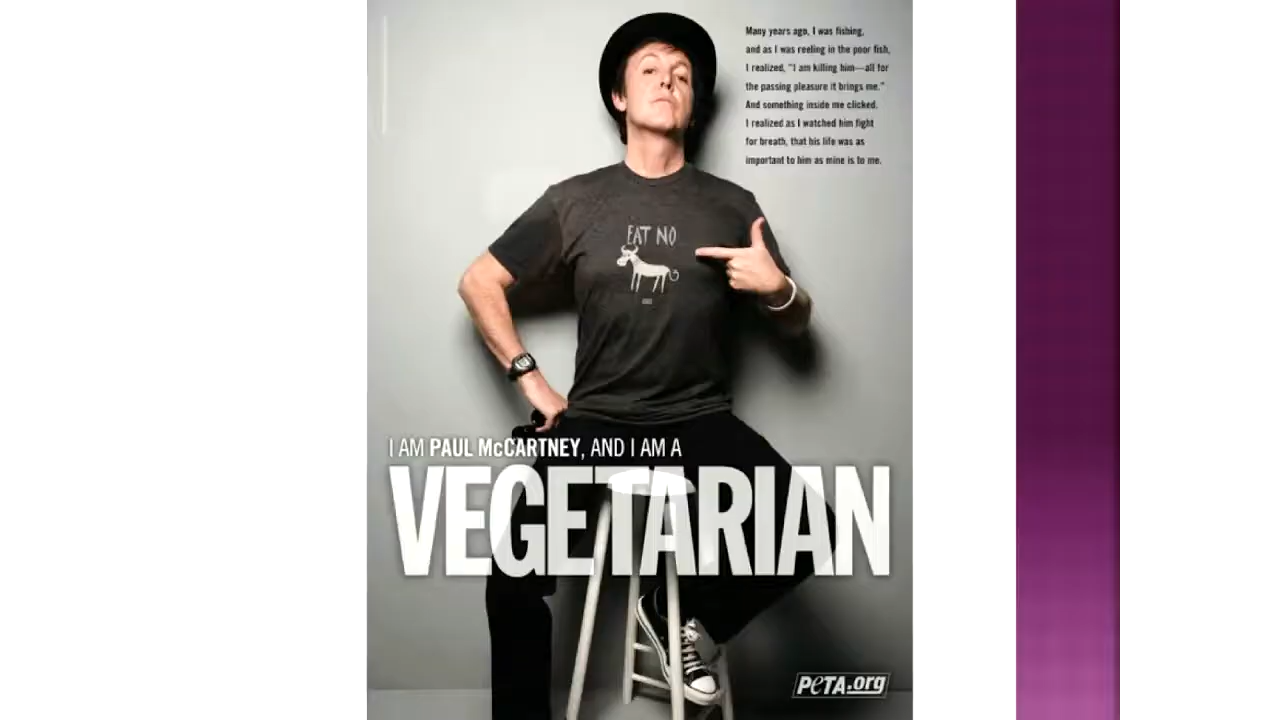 Many years ago, I was fishing,
and as I was reeling in the poor fish,
I realized, "I am killing him—all for
the passing pleasure it brings me."
And something inside me clicked.
I realized as I watched him fight
for breath, that his life was as
important to him as mine is to me.
EAT NO
I AM PAUL McCARTNEY, AND I AM A
VEGETARIAN
PeTA.org